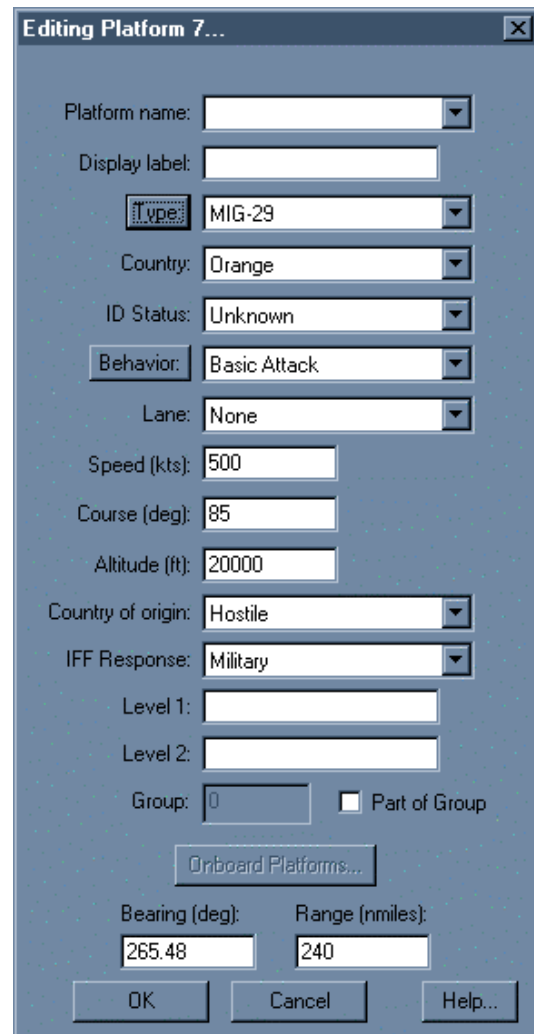 Editing Platform 7...
Platform name:
Display label:
Type: MIG-29
Country: Orange
ID Status: Unknown
Behavior: Basic Attack
Lane: None
Speed (kts): 500
Course (deg): 85
Altitude (ft): 20000
Country of origin: Hostile
IFF Response: Military
Level 1:
Level 2:
Group: 0 Part of Group
Onboard Platforms...
Bearing (deg): Range (nmiles):
265.48 240
OK Cancel Help...